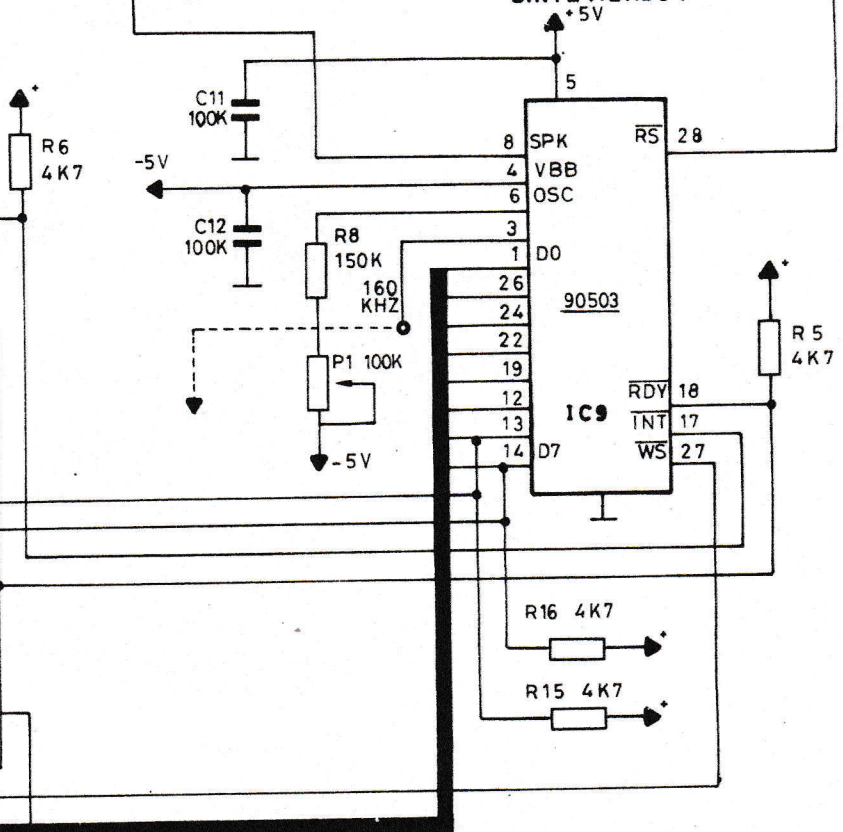 +5V
5
C11
100K
+
R6
4K7
8 SPK
RS 28
-5V
4 VBB
6 OSC
C12
100K
R8
150K
3
1 D0
160
KHZ
26
90503
24
22
P1 100K
19
12
13
14 D7
IC9
+
R5
4K7
RDY 18
INT 17
WS 27
-5V
R16 4K7
+
R15 4K7
+